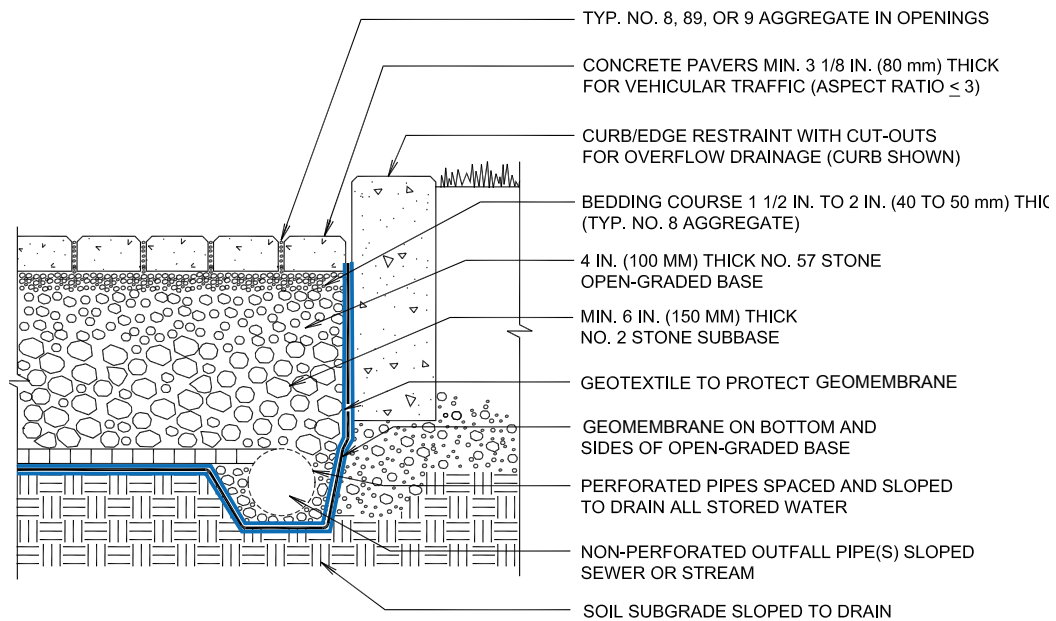 TYP. NO. 8, 89, OR 9 AGGREGATE IN OPENINGS
CONCRETE PAVERS MIN. 3 1/8 IN. (80 mm) THICK
FOR VEHICULAR TRAFFIC (ASPECT RATIO ≤ 3)
CURB/EDGE RESTRAINT WITH CUT-OUTS
FOR OVERFLOW DRAINAGE (CURB SHOWN)
BEDDING COURSE 1 1/2 IN. TO 2 IN. (40 TO 50 mm) THIC
(TYP. NO. 8 AGGREGATE)
4 IN. (100 MM) THICK NO. 57 STONE
OPEN-GRADED BASE
MIN. 6 IN. (150 MM) THICK
NO. 2 STONE SUBBASE
GEOTEXTILE TO PROTECT GEOMEMBRANE
GEOMEMBRANE ON BOTTOM AND
SIDES OF OPEN-GRADED BASE
PERFORATED PIPES SPACED AND SLOPED
TO DRAIN ALL STORED WATER
NON-PERFORATED OUTFALL PIPE(S) SLOPED
SEWER OR STREAM
SOIL SUBGRADE SLOPED TO DRAIN